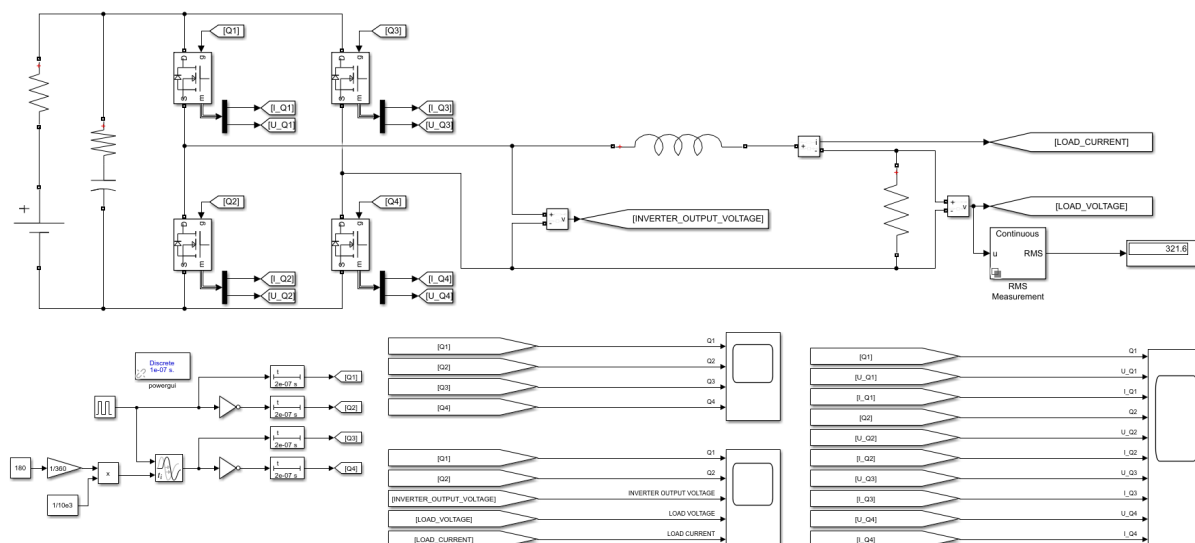 [Q1]
[Q3]
D
g
S
m
D
g
S
m
[I_Q1]
[U_Q1]
[I_Q3]
[U_Q3]
+
i
-
[LOAD_CURRENT]
[Q2]
[Q4]
D
g
S
m
D
g
S
m
+
+
v
-
[INVERTER_OUTPUT_VOLTAGE]
+
v
-
[LOAD_VOLTAGE]
Continuous
u
RMS
RMS
Measurement
321.6
[I_Q2]
[U_Q2]
[I_Q4]
[U_Q4]
Discrete
1e-07 s.
powergui
t
2e-07 s
[Q1]
t
2e-07 s
[Q2]
t
2e-07 s
[Q3]
t
2e-07 s
[Q4]
180
1/360
x
1/10e3
[Q1]
Q1
[Q2]
Q2
[Q3]
Q3
[Q4]
Q4
[Q1]
Q1
[Q2]
Q2
[INVERTER_OUTPUT_VOLTAGE]
INVERTER OUTPUT VOLTAGE
[LOAD_VOLTAGE]
LOAD VOLTAGE
[LOAD_CURRENT]
LOAD CURRENT
[Q1]
Q1
[U_Q1]
U_Q1
[I_Q1]
I_Q1
[Q2]
Q2
[U_Q2]
U_Q2
[I_Q2]
I_Q2
[U_Q3]
U_Q3
[I_Q3]
I_Q3
[U_Q4]
U_Q4
[I_Q4]
I_Q4